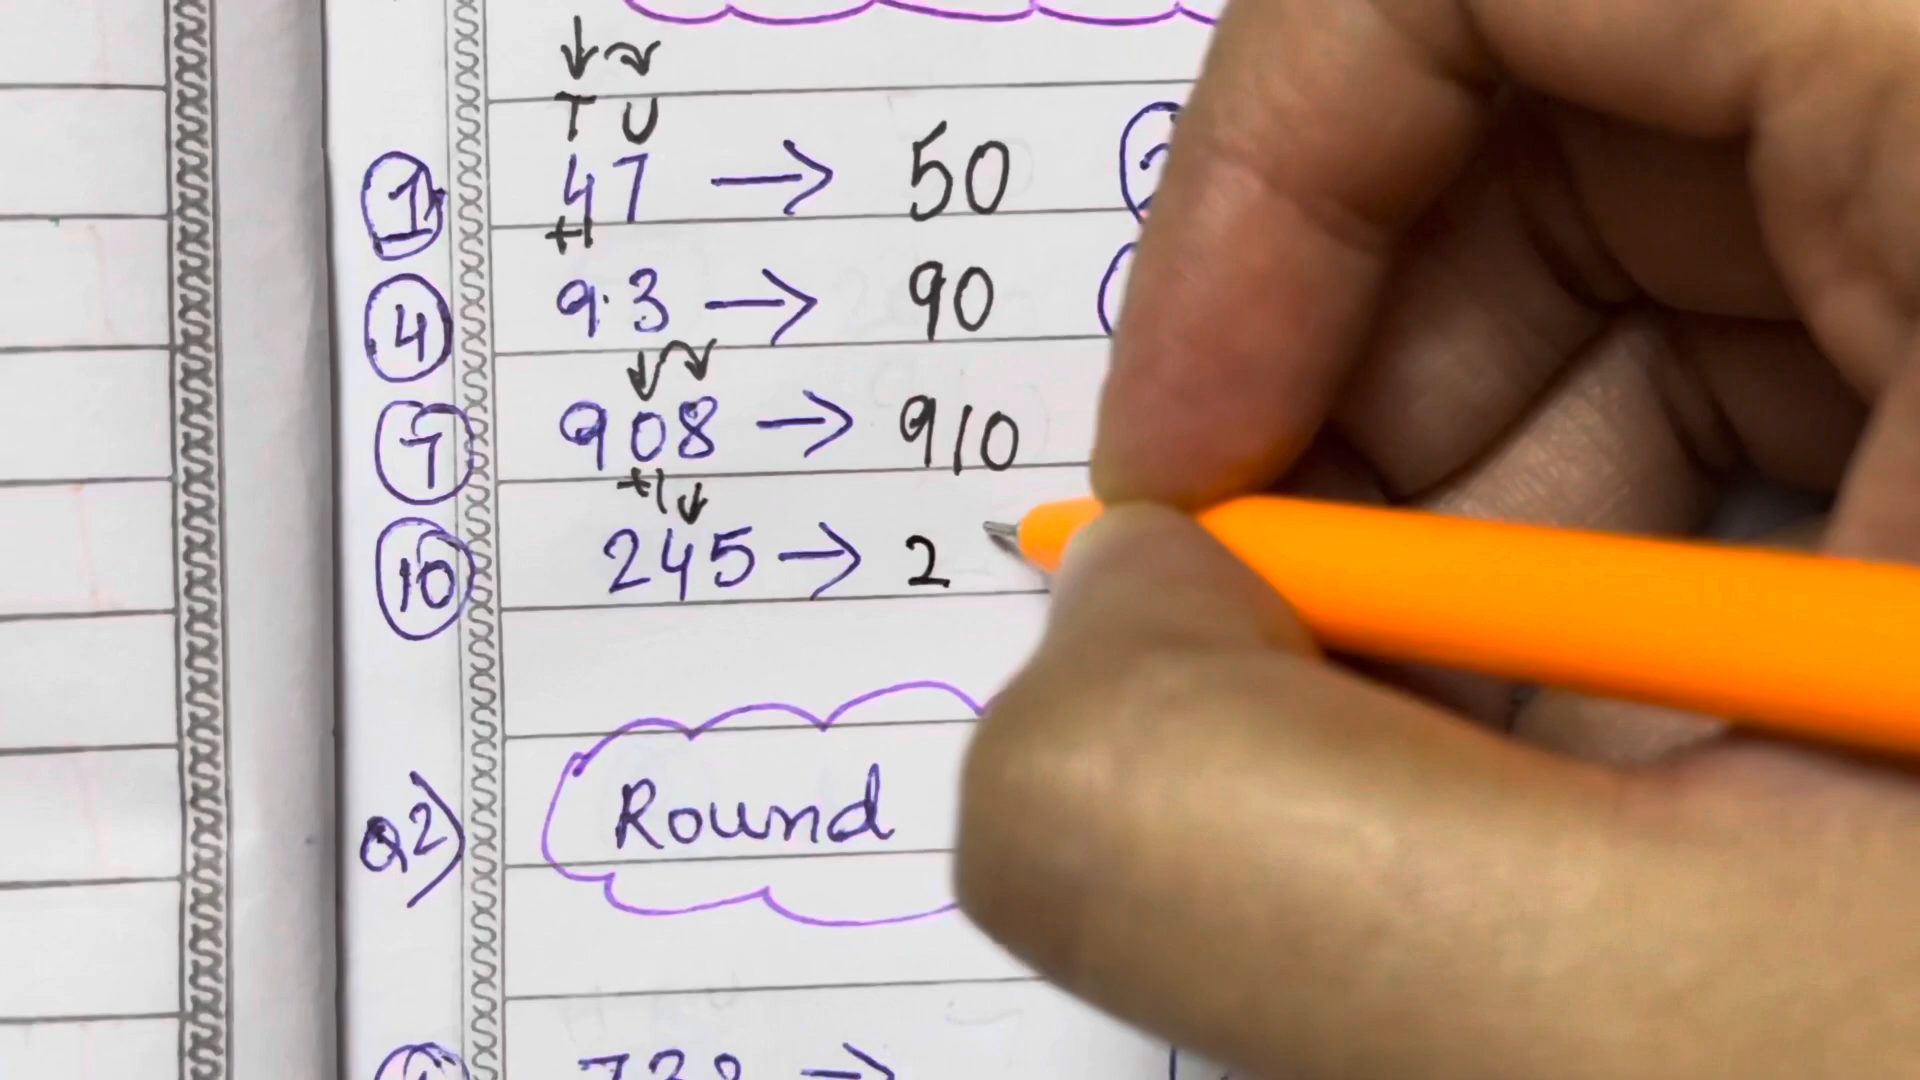 T U
① 47 → 50
+1
④ 93 → 90
⑦ 908 → 910
+1
⑩ 245 → 2
Q2) Round